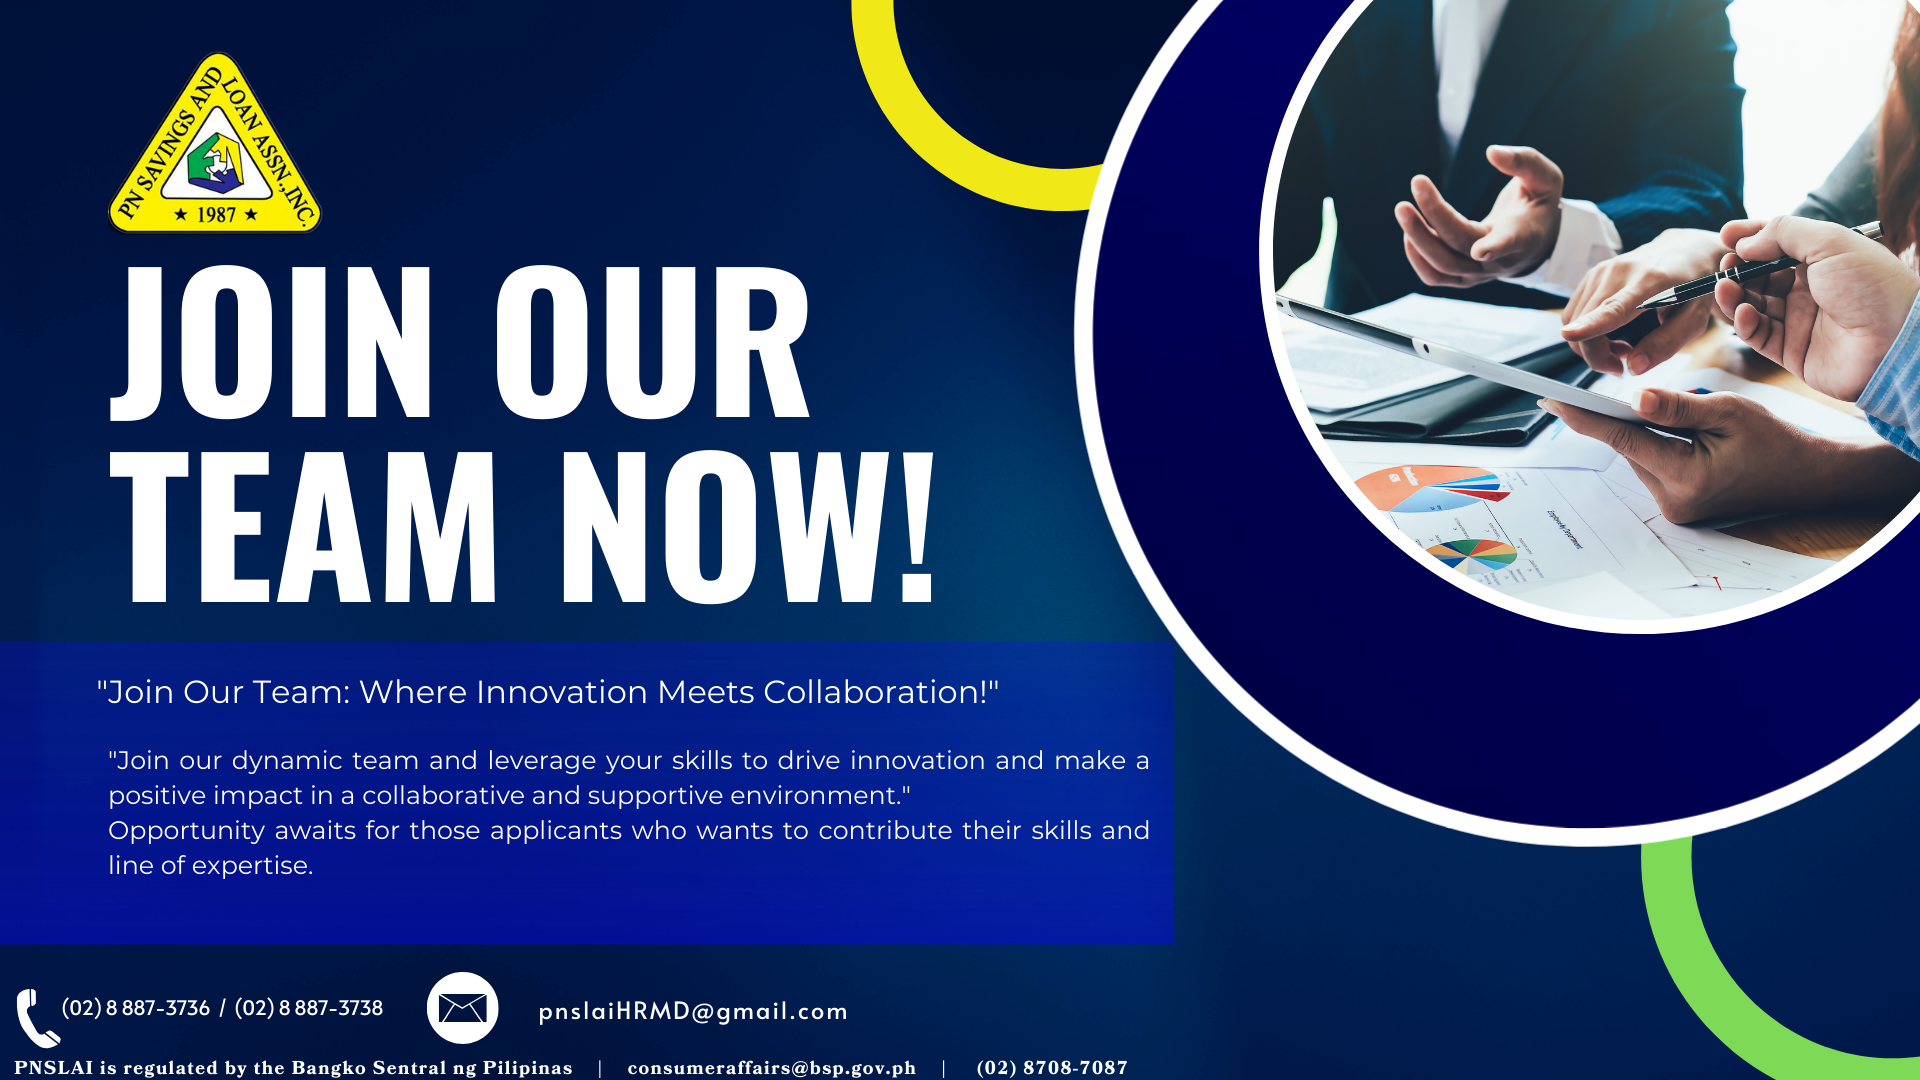 PN SAVINGS AND LOAN ASSN.,INC.
★ 1987 ★
JOIN OUR
TEAM NOW!
"Join Our Team: Where Innovation Meets Collaboration!"
"Join our dynamic team and leverage your skills to drive innovation and make a
positive impact in a collaborative and supportive environment."
Opportunity awaits for those applicants who wants to contribute their skills and
line of expertise.
(02) 8 887-3736 / (02) 8 887-3738
pnslaiHRMD@gmail.com
PNSLAI is regulated by the Bangko Sentral ng Pilipinas | consumeraffairs@bsp.gov.ph | (02) 8708-7087